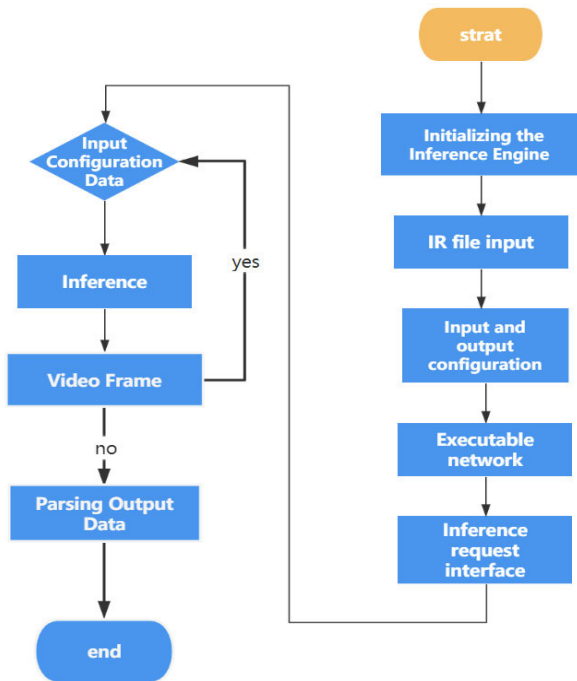 strat
Initializing the
Inference Engine
IR file input
Input and
output
configuration
Executable
network
Inference
request
interface
Input
Configuration
Data
Inference
yes
Video Frame
no
Parsing Output
Data
end